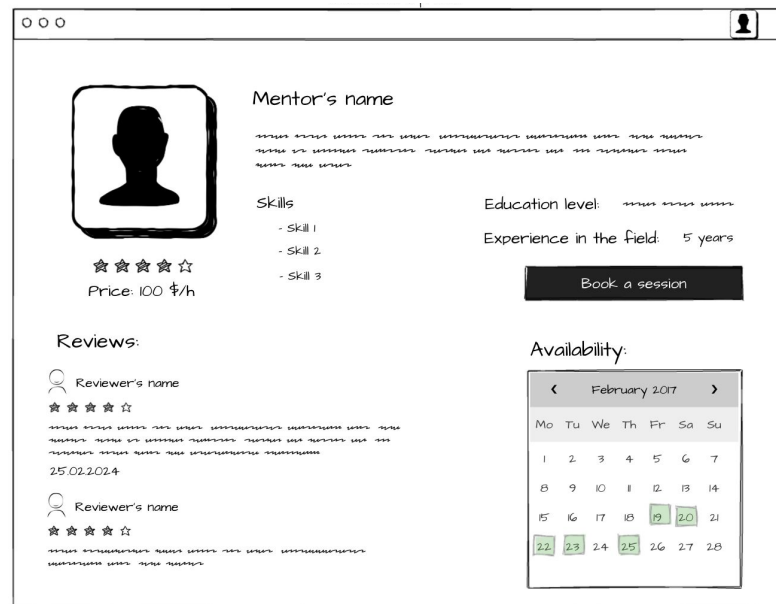 Mentor's name
Skills
- Skill 1
- Skill 2
- Skill 3
Education level:
Experience in the field: 5 years
Book a session
Price: 100 $/h
Reviews:
Reviewer's name
25.02.2024
Reviewer's name
Availability:
< February 2017 >
Mo Tu We Th Fr Sa Su
1 2 3 4 5 6 7
8 9 10 11 12 13 14
15 16 17 18 19 20 21
22 23 24 25 26 27 28